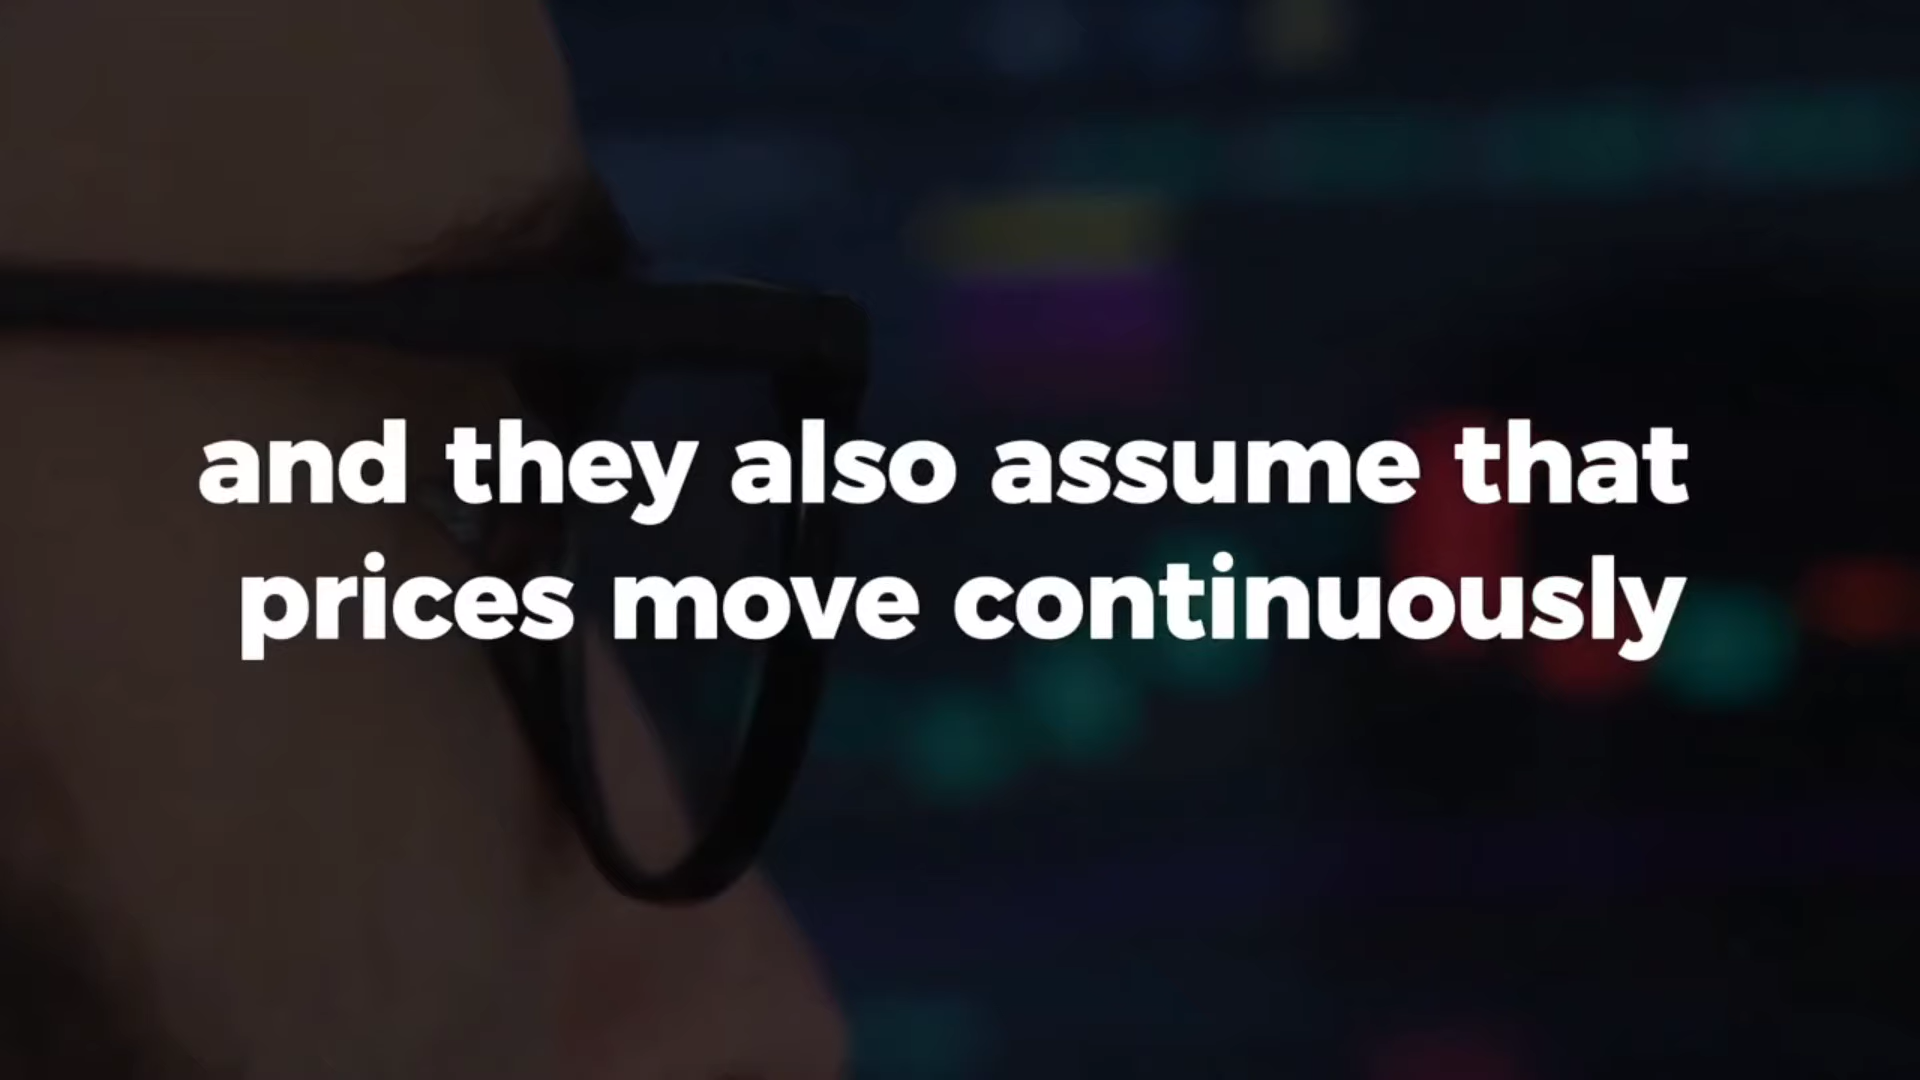 and they also assume that
prices move continuously